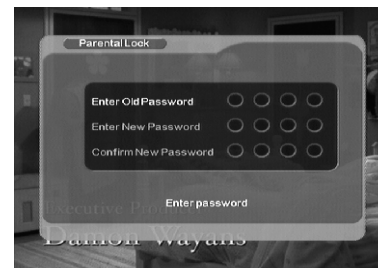 Parental Lock
Enter Old Password
Enter New Password
Confirm New Password
Enter password
Executive Producer
Damon Wayans